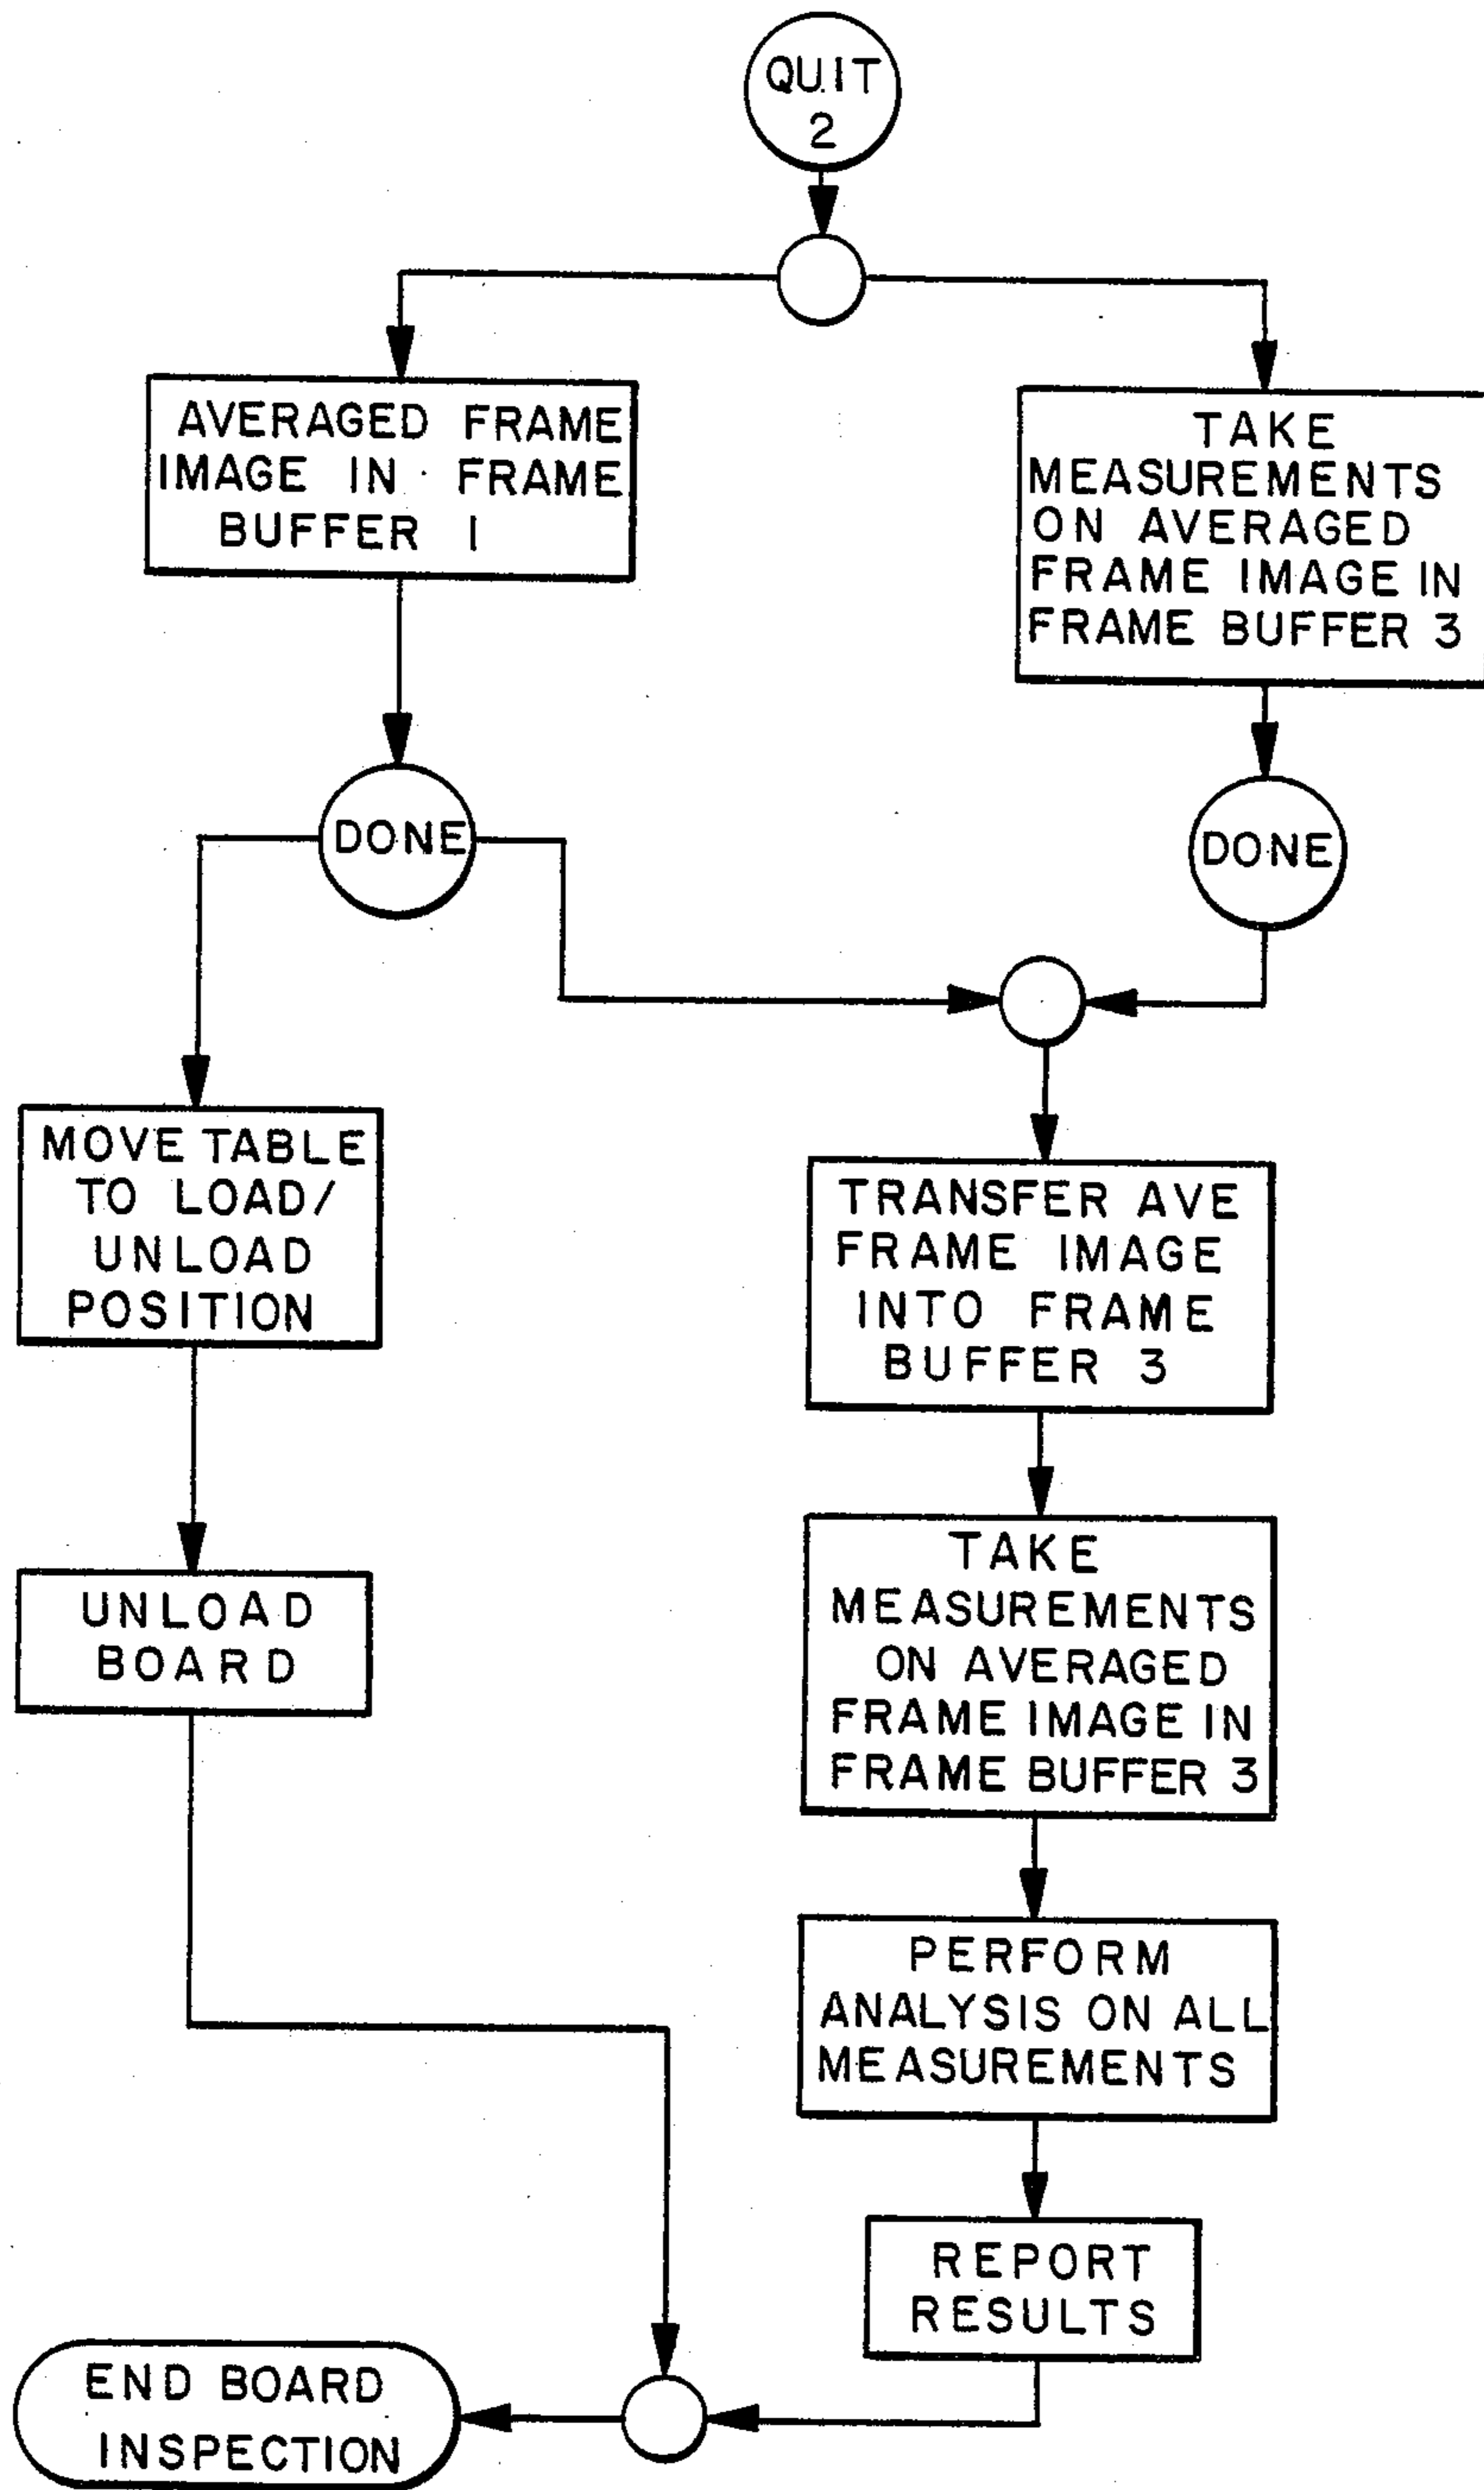 QUIT
2
AVERAGED FRAME
IMAGE IN FRAME
BUFFER 1
TAKE
MEASUREMENTS
ON AVERAGED
FRAME IMAGE IN
FRAME BUFFER 3
DONE
DONE
MOVE TABLE
TO LOAD/
UNLOAD
POSITION
TRANSFER AVE
FRAME IMAGE
INTO FRAME
BUFFER 3
UNLOAD
BOARD
TAKE
MEASUREMENTS
ON AVERAGED
FRAME IMAGE IN
FRAME BUFFER 3
PERFORM
ANALYSIS ON ALL
MEASUREMENTS
REPORT
RESULTS
END BOARD
INSPECTION